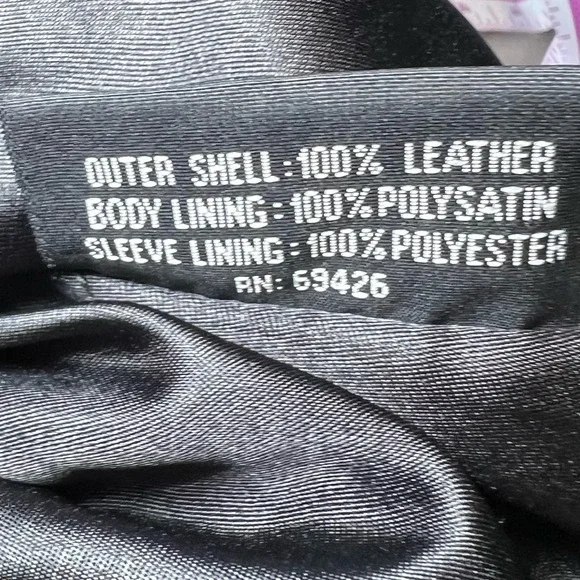 OUTER SHELL:100% LEATHER
BODY LINING:100%POLYSATIN
SLEEVE LINING:100%POLYESTER
RN: 69426